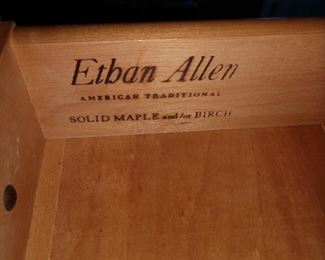 Ethan Allen
AMERICAN TRADITIONAL
SOLID MAPLE and/or BIRCH